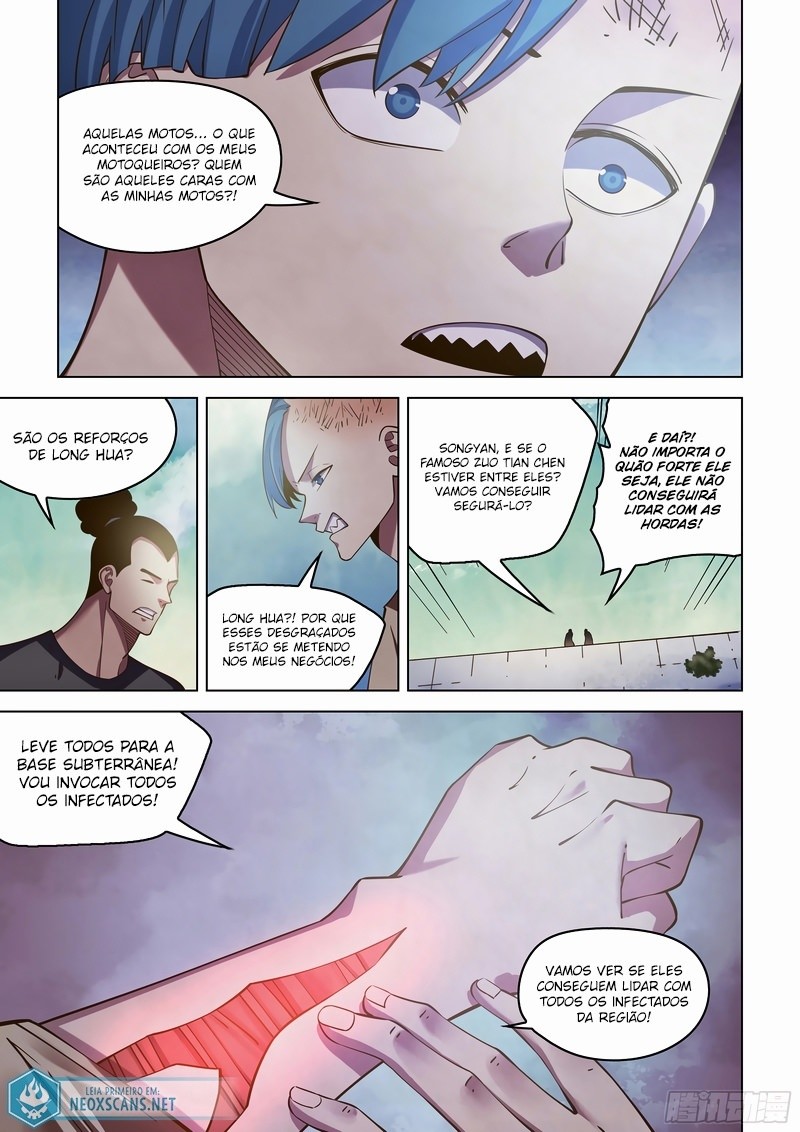 AQUELAS MOTOS... O QUE
ACONTECEU COM OS MEUS
MOTOQUEIROS? QUEM
SÃO AQUELES CARAS COM
AS MINHAS MOTOS?!
SÃO OS REFORÇOS
DE LONG HUA?
LONG HUA?! POR QUE
ESSES DESGRAÇADOS
ESTÃO SE METENDO
NOS MEUS NEGÓCIOS!
SONGYAN, E SE O
FAMOSO ZUO TIAN CHEN
ESTIVER ENTRE ELES?
VAMOS CONSEGUIR
SEGURÁ-LO?
E DAÍ?!
NÃO IMPORTA O
QUÃO FORTE ELE
SEJA, ELE NÃO
CONSEGUIRÁ
LIDAR COM AS
HORDAS!
LEVE TODOS PARA A
BASE SUBTERRÂNEA!
VOU INVOCAR TODOS
OS INFECTADOS!
VAMOS VER SE ELES
CONSEGUEM LIDAR COM
TODOS OS INFECTADOS
DA REGIÃO!
LEIA PRIMEIRO EM:
NEOXSCANS.NET
腾讯动漫